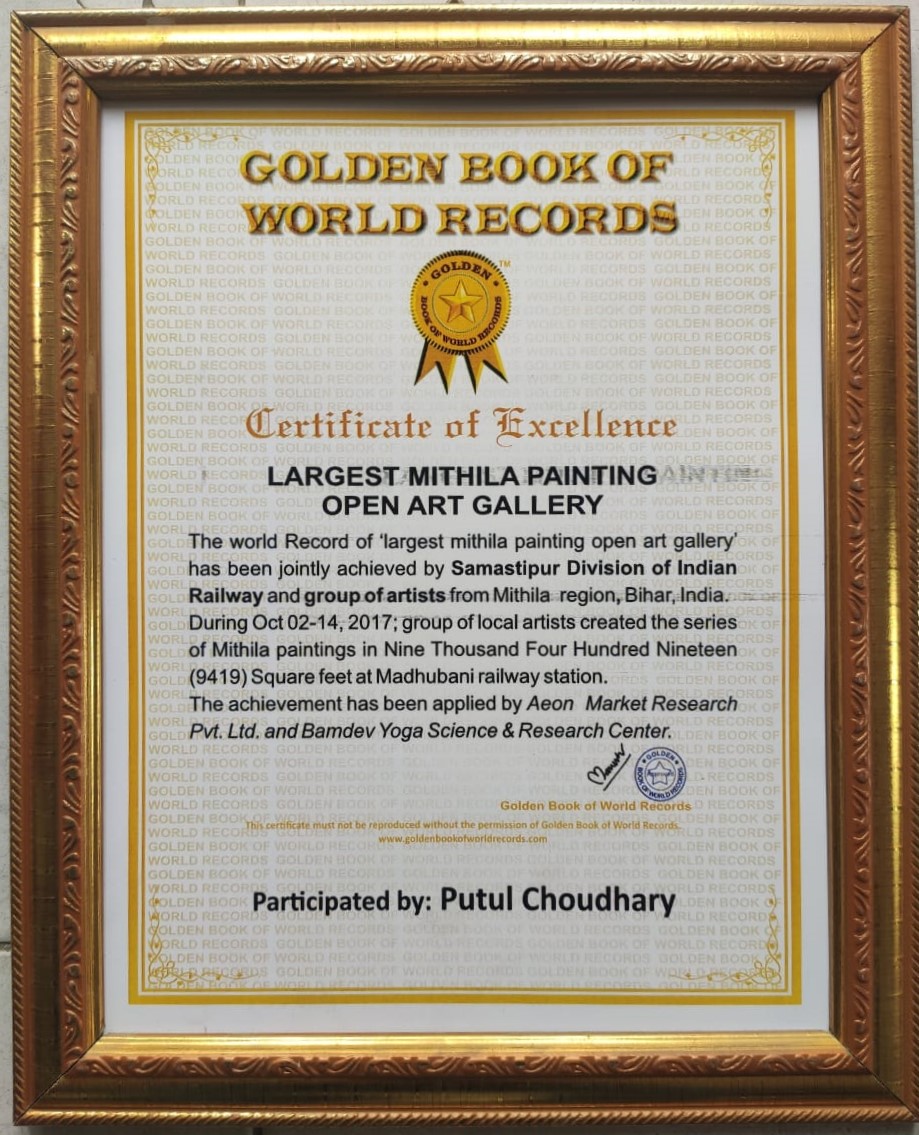 GOLDEN BOOK OF
WORLD RECORDS
GOLDEN
BOOK OF WORLD RECORDS
TM
Certificate of Excellence
LARGEST MITHILA PAINTING
OPEN ART GALLERY
The world Record of ‘largest mithila painting open art gallery’
has been jointly achieved by Samastipur Division of Indian
Railway and group of artists from Mithila region, Bihar, India.
During Oct 02-14, 2017; group of local artists created the series
of Mithila paintings in Nine Thousand Four Hundred Nineteen
(9419) Square feet at Madhubani railway station.
The achievement has been applied by Aeon Market Research
Pvt. Ltd. and Bamdev Yoga Science & Research Center.
GOLDEN
BOOK OF WORLD RECORDS
Golden Book of World Records
This certificate must not be reproduced without the permission of Golden Book of World Records.
www.goldenbookofworldrecords.com
Participated by: Putul Choudhary